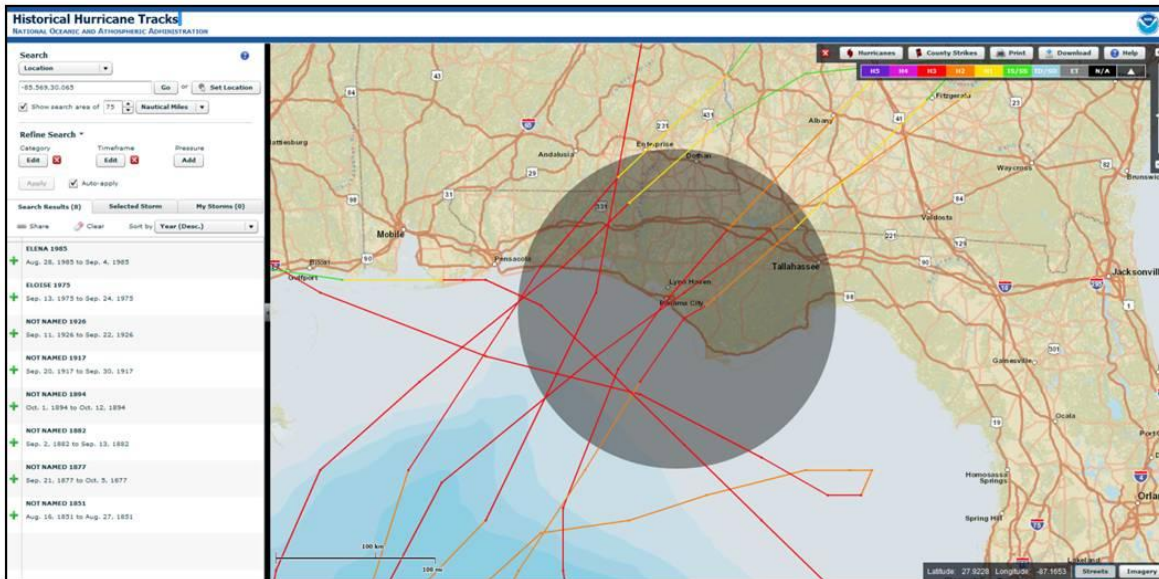 Historical Hurricane Tracks
NATIONAL OCEANIC AND ATMOSPHERIC ADMINISTRATION
Hurricanes County Strikes Print Download Help
H5 H4 H3 H2 H1 TS/SS TD/SD ET N/A
Search
Location
-85.569,30.065 Go or Set Location
Show search area of 75 Nautical Miles
Refine Search
Category Timeframe Pressure
Edit Edit Add
Apply Auto-apply
Search Results (8) Selected Storm My Storms (0)
Share Clear Sort by Year (Desc.)
ELENA 1985
Aug. 28, 1985 to Sep. 4, 1985
ELOISE 1975
Sep. 13, 1975 to Sep. 24, 1975
NOT NAMED 1926
Sep. 11, 1926 to Sep. 22, 1926
NOT NAMED 1917
Sep. 20, 1917 to Sep. 30, 1917
NOT NAMED 1894
Oct. 1, 1894 to Oct. 12, 1894
NOT NAMED 1882
Sep. 2, 1882 to Sep. 13, 1882
NOT NAMED 1877
Sep. 21, 1877 to Oct. 5, 1877
NOT NAMED 1851
Aug. 16, 1851 to Aug. 27, 1851
Fitzgerald
Albany
Enterprise
Andalusia
Dothan
Waycross
Valdosta
Mobile
Biloxi
Gulfport
Pensacola
Tallahassee
Lynn Haven
Panama City
Jacksonville
Gainesville
Ocala
Homosassa
Springs
Spring Hill
Lakeland
100 km
100 mi
Latitude: 27.9228 Longitude: -87.1653 Streets Imagery